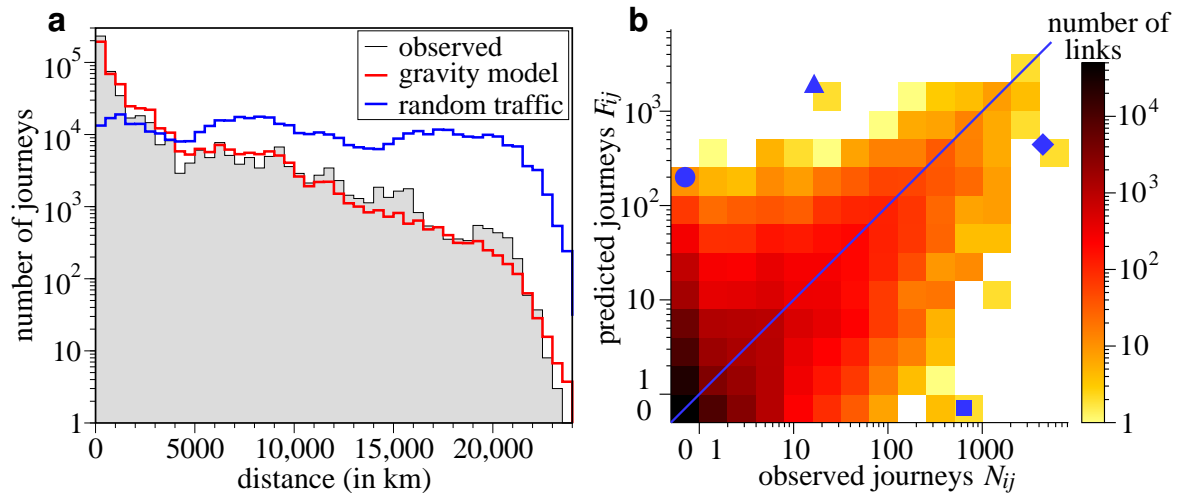 a
number of journeys
10^5
10^4
10^3
10^2
10
1
observed
gravity model
random traffic
0
5000
10,000
15,000
20,000
distance (in km)
b
predicted journeys F_ij
10^3
10^2
10
1
0
0
1
10
100
1000
observed journeys N_ij
number of
links
10^4
10^3
10^2
10
1